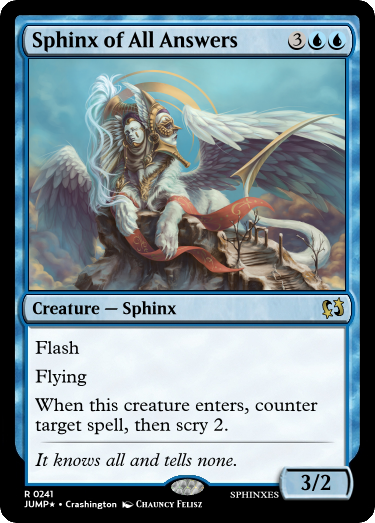 Sphinx of All Answers 3
Creature — Sphinx
Flash
Flying
When this creature enters, counter
target spell, then scry 2.
It knows all and tells none.
3/2
R 0241
SPHINXES
JUMP★ • Crashington Chauncy Felisz